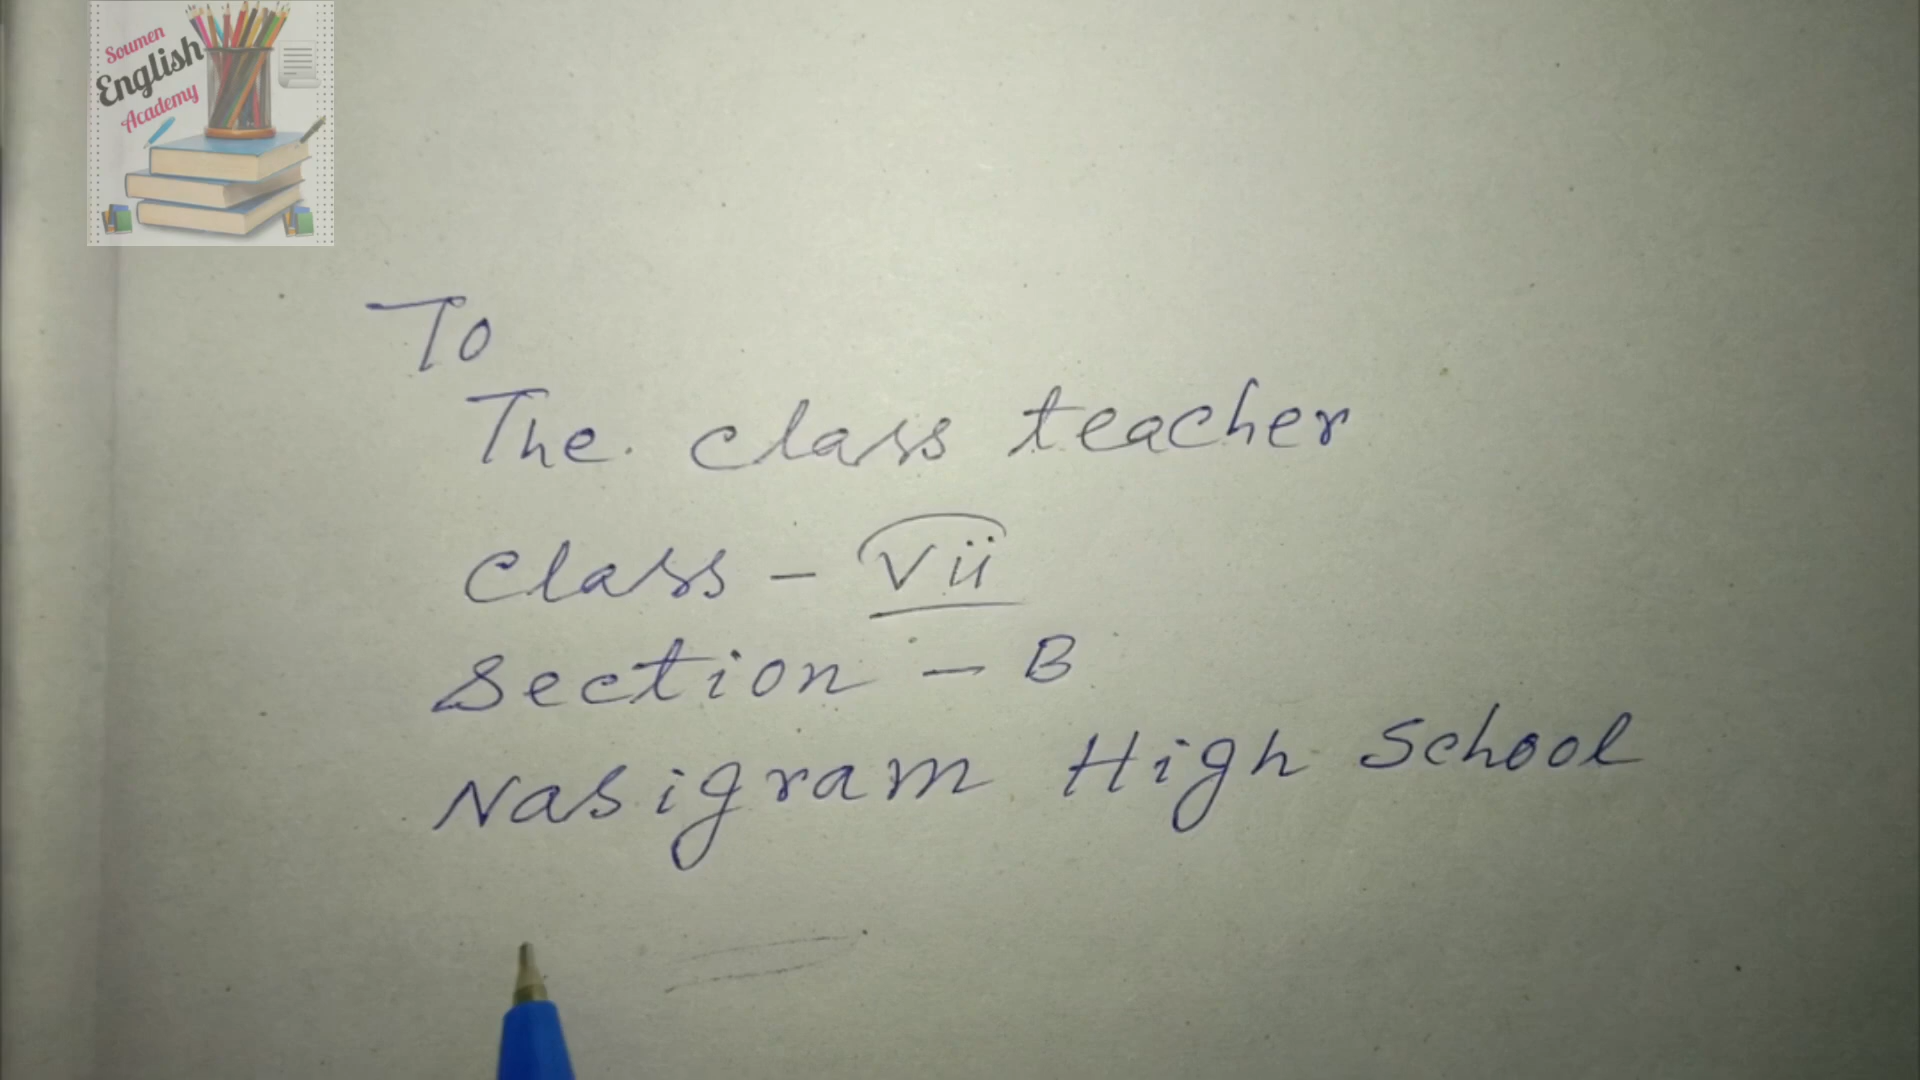 Soumen
English
Academy
To
The class teacher
Class - Vii
Section - B
Nasigram High School